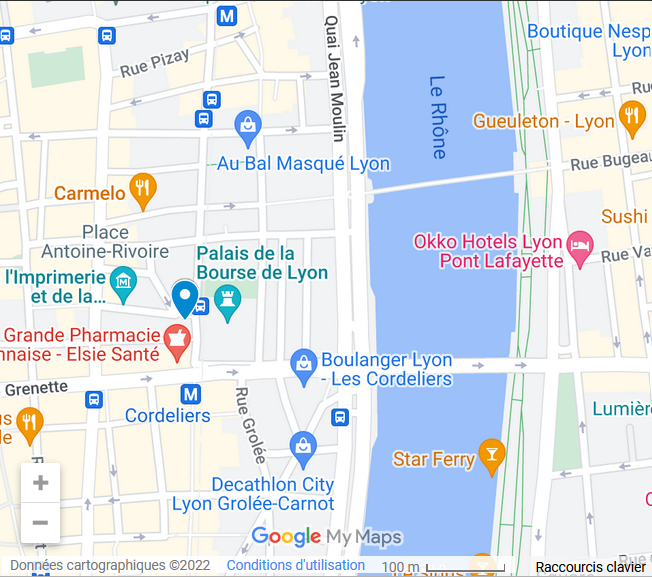 M
Boutique Nesp
Lyon
Rue Pizay
Quai Jean Moulin
Le Rhône
Gueuleton - Lyon
Au Bal Masqué Lyon
Rue Bugeau
Carmelo
Sushi
Place
Antoine-Rivoire
Okko Hotels Lyon
Pont Lafayette
Rue Va
Palais de la
Bourse de Lyon
l'Imprimerie
et de la...
Grande Pharmacie
nnaise - Elsie Santé
Boulanger Lyon
- Les Cordeliers
Grenette
M
Cordeliers
Rue Grolée
Lumière
us
le
Star Ferry
Decathlon City
Lyon Grolée-Carnot
+
−
Google My Maps
Données cartographiques ©2022
Conditions d'utilisation
100 m
Raccourcis clavier